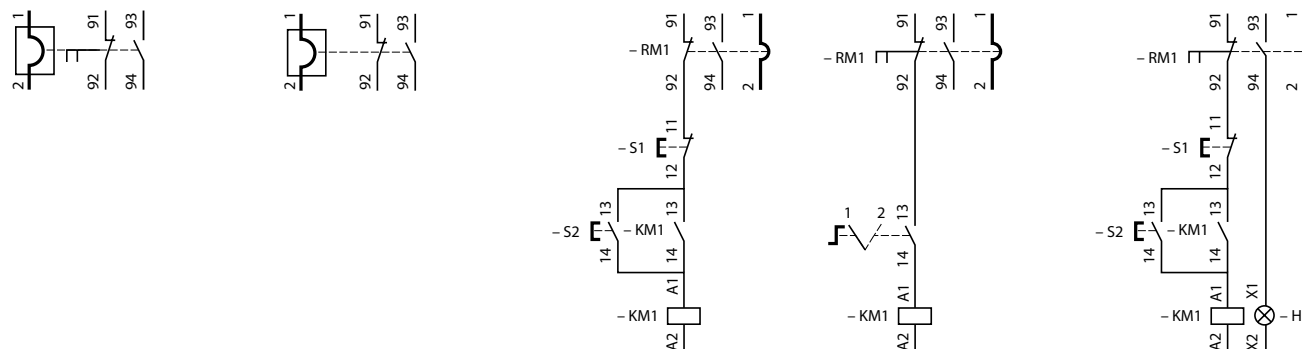 1 91 93
2 92 94
1 91 93
2 92 94
91 93 1
– RM1
92 94 2
11
– S1
12
13 13
– S2 – KM1
14 14
A1
– KM1
A2
91 93 1
– RM1
92 94 2
1 2 13
14
A1
– KM1
A2
91 93 1
– RM1
92 94 2
11
– S1
12
13 13
– S2 – KM1
14 14
A1 X1
– KM1 – H
A2 X2